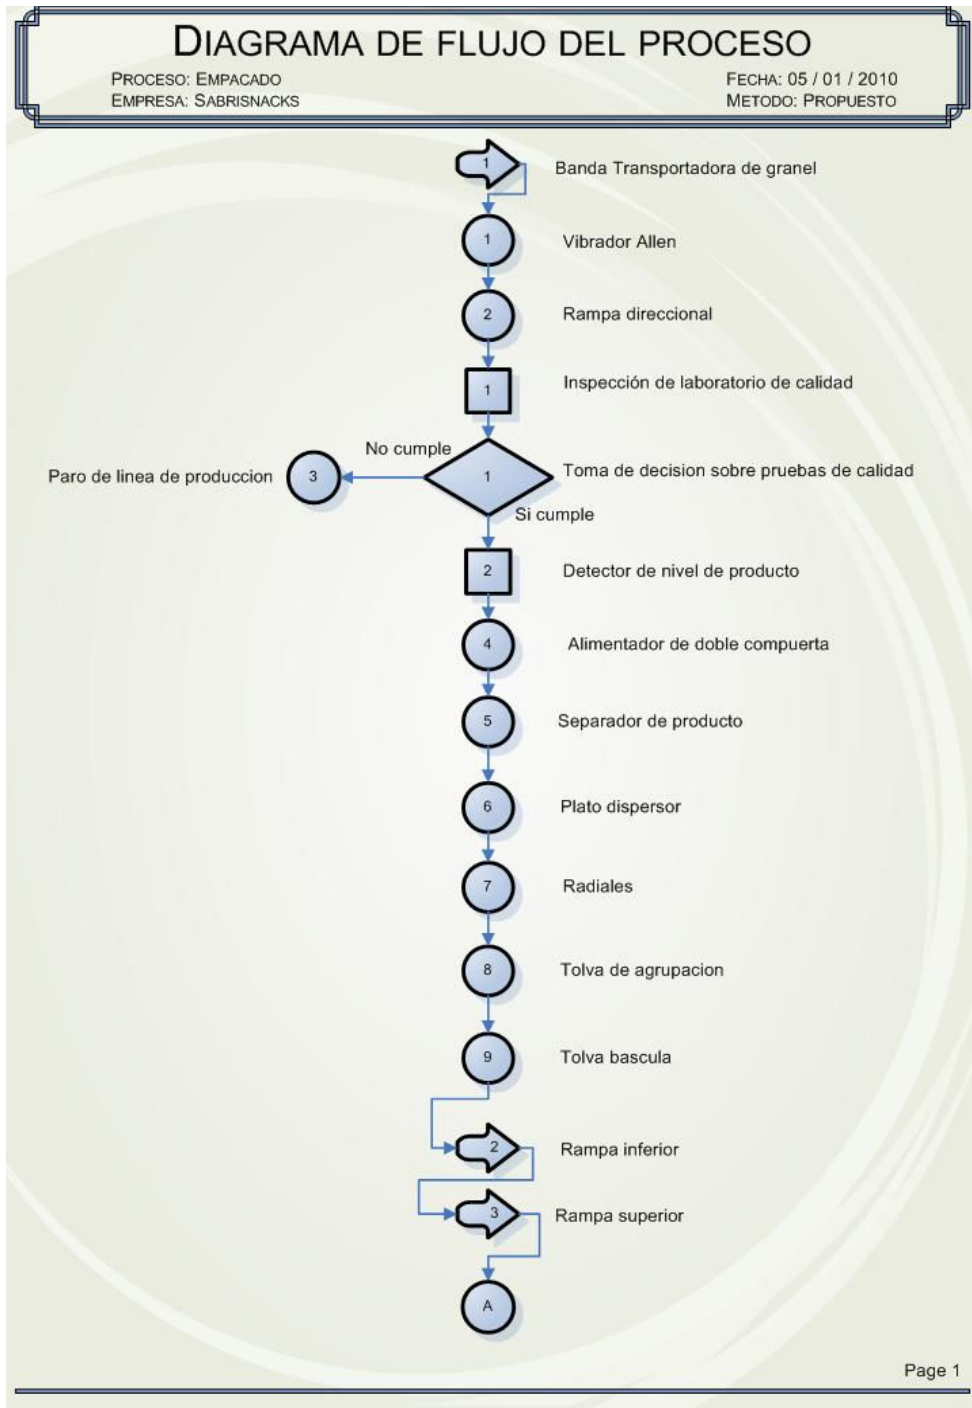 DIAGRAMA DE FLUJO DEL PROCESO
PROCESO: EMPACADO
FECHA: 05 / 01 / 2010
EMPRESA: SABRISNACKS
METODO: PROPUESTO
1
Banda Transportadora de granel
1
Vibrador Allen
2
Rampa direccional
1
Inspección de laboratorio de calidad
No cumple
Paro de linea de produccion
3
1
Toma de decision sobre pruebas de calidad
Si cumple
2
Detector de nivel de producto
4
Alimentador de doble compuerta
5
Separador de producto
6
Plato dispersor
7
Radiales
8
Tolva de agrupacion
9
Tolva bascula
2
Rampa inferior
3
Rampa superior
A
Page 1